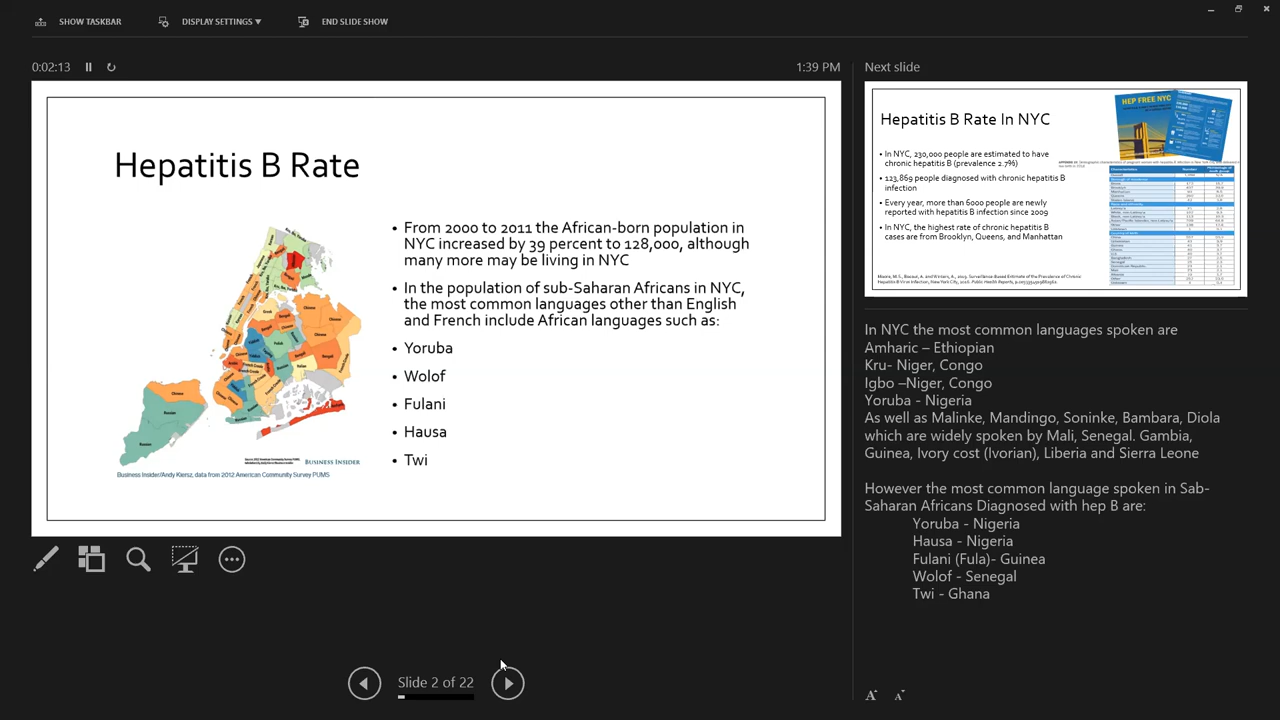 SHOW TASKBAR
DISPLAY SETTINGS
END SLIDE SHOW
0:02:13
1:39 PM
Hepatitis B Rate
• From 2000 to 2011 the African-born population in
NYC increased by 39 percent to 128,000, although
many more may be living in NYC
• In the population of sub-Saharan Africans in NYC,
the most common languages other than English
and French include African languages such as:
• Yoruba
• Wolof
• Fulani
• Hausa
• Twi
BUSINESS INSIDER
Business Insider/Andy Kiersz, data from 2012 American Community Survey PUMS
Next slide
HEP FREE NYC
Hepatitis B Rate In NYC
• In NYC, 230,000 people are estimated to have
chronic hepatitis B (prevalence 2.7%)
• 123,869 people diagnosed with chronic hepatitis B
infection
• Every year, more than 6000 people are newly
reported with hepatitis B infection since 2009
• In NYC, the highest rate of chronic hepatitis B
cases are from Brooklyn, Queens, and Manhattan
In NYC the most common languages spoken are
Amharic – Ethiopian
Kru- Niger, Congo
Igbo –Niger, Congo
Yoruba - Nigeria
As well as Malinke, Mandingo, Soninke, Bambara, Diola
which are widely spoken by Mali, Senegal. Gambia,
Guinea, Ivory cost (Ivorian), Liberia and Sierra Leone
However the most common language spoken in Sab-
Saharan Africans Diagnosed with hep B are:
Yoruba - Nigeria
Hausa - Nigeria
Fulani (Fula)- Guinea
Wolof - Senegal
Twi - Ghana
Slide 2 of 22